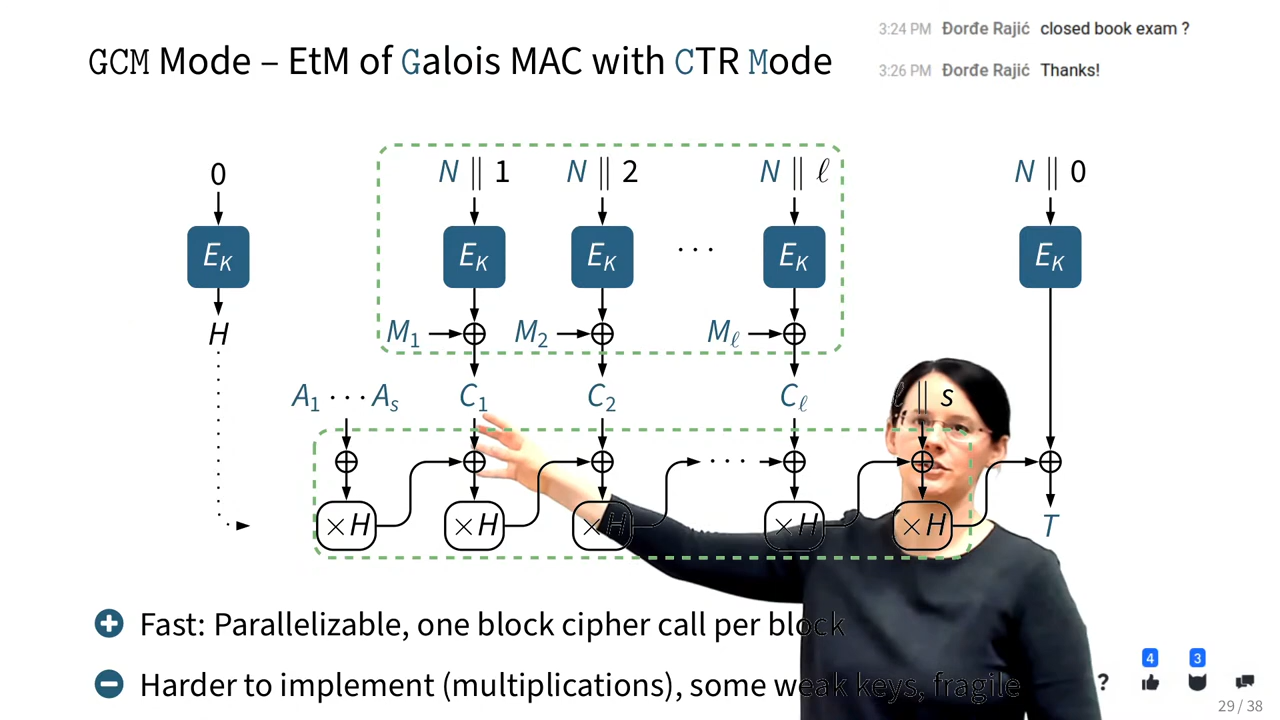 GCM Mode – EtM of Galois MAC with CTR Mode
3:24 PM Đorđe Rajić closed book exam ?
3:26 PM Đorđe Rajić Thanks!
0 N ∥ 1 N ∥ 2 N ∥ ℓ N ∥ 0
E_K E_K E_K ··· E_K E_K
H M_1 ⊕ M_2 ⊕ M_ℓ ⊕
A_1 ··· A_s C_1 C_2 C_ℓ ℓ ∥ s
⊕ ⊕ ⊕ ··· ⊕ ⊕ ⊕
×H ×H ×H ×H ×H T
+ Fast: Parallelizable, one block cipher call per block
− Harder to implement (multiplications), some weak keys, fragile
4 3
?
29 / 38